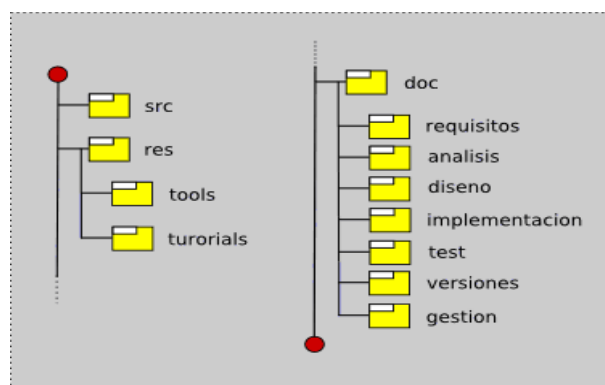 src
res
tools
turorials
doc
requisitos
analisis
diseno
implementacion
test
versiones
gestion